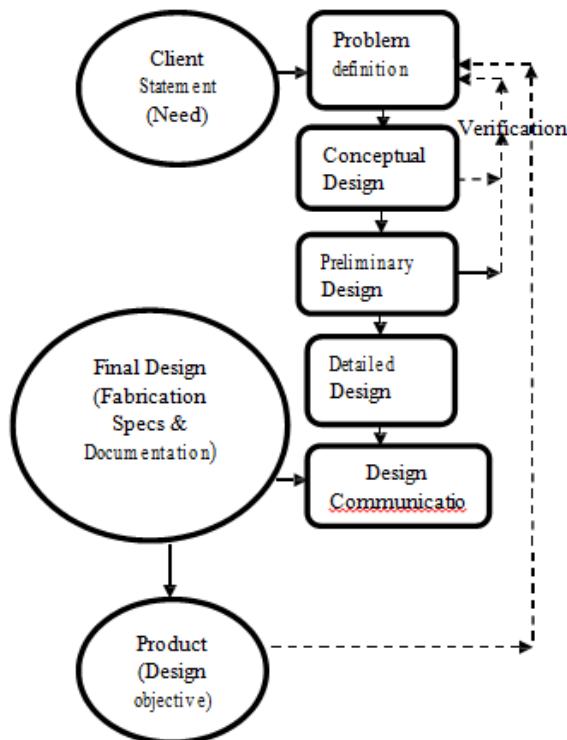 Client
Statement
(Need)
Problem
definition
Verification
Conceptual
Design
Preliminary
Design
Detailed
Design
Final Design
(Fabrication
Specs &
Documentation)
Design
Communicatio
Product
(Design
objective)